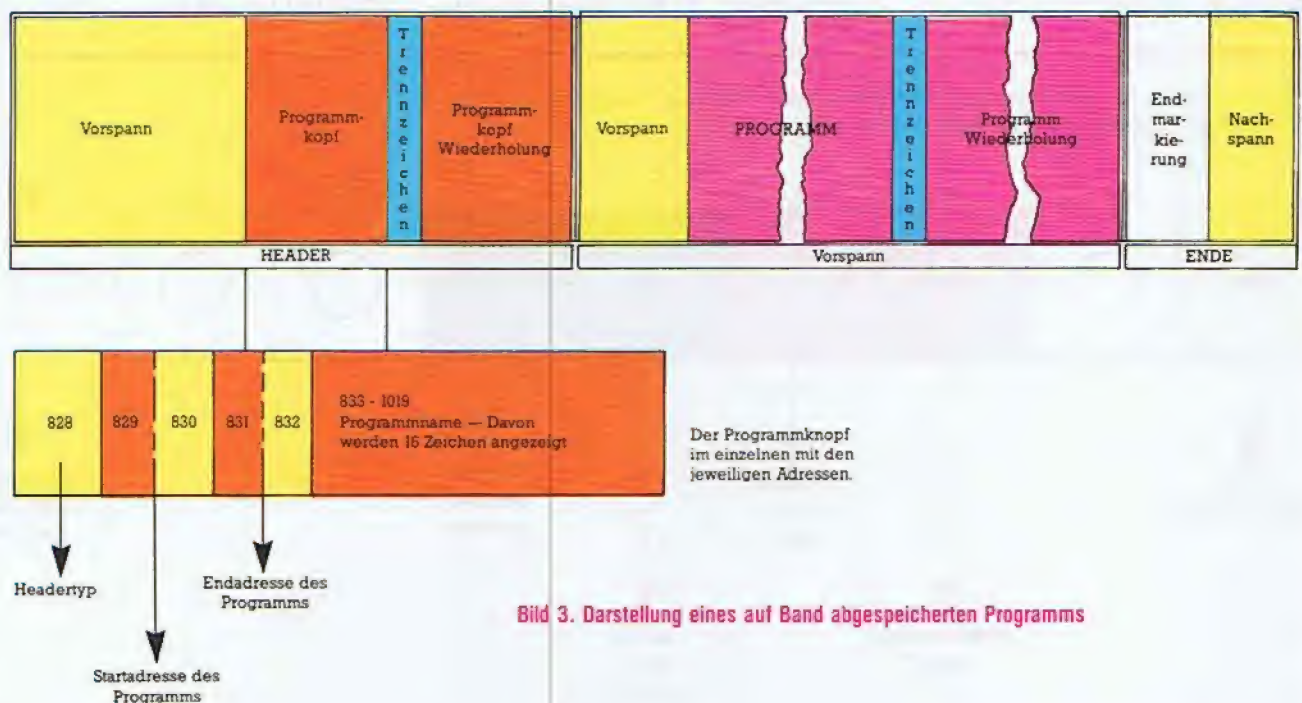 Vorspann
Programm-
kopf
Trennzeichen
Programm-
kopf
Wiederholung
Vorspann
PROGRAMM
Trennzeichen
Programm
Wiederholung
End-
mar-
kie-
rung
Nach-
spann
HEADER
Vorspann
ENDE
828
829
830
831
832
833 - 1019
Programmname — Davon
werden 16 Zeichen angezeigt
Der Programmknopf
im einzelnen mit den
jeweiligen Adressen.
Headertyp
Endadresse des
Programms
Startadresse des
Programms
Bild 3. Darstellung eines auf Band abgespeicherten Programms